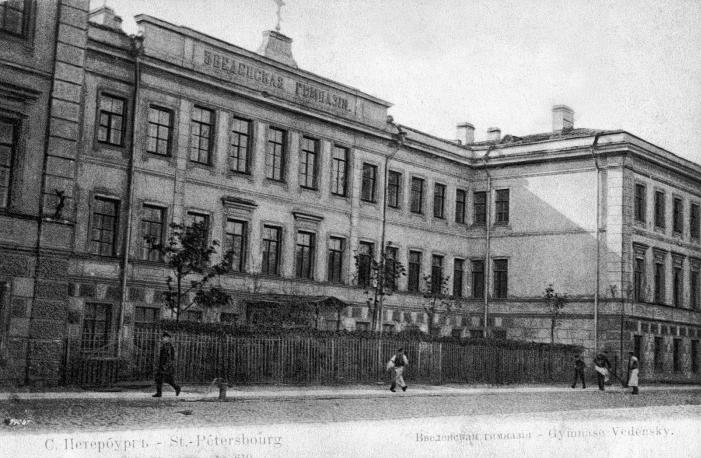 ВВЕДЕНСКАЯ ГИМНАЗІЯ.
С. Петербургъ - St.-Pétersbourg
Введенская гимназія - Gymnase Vedensky.